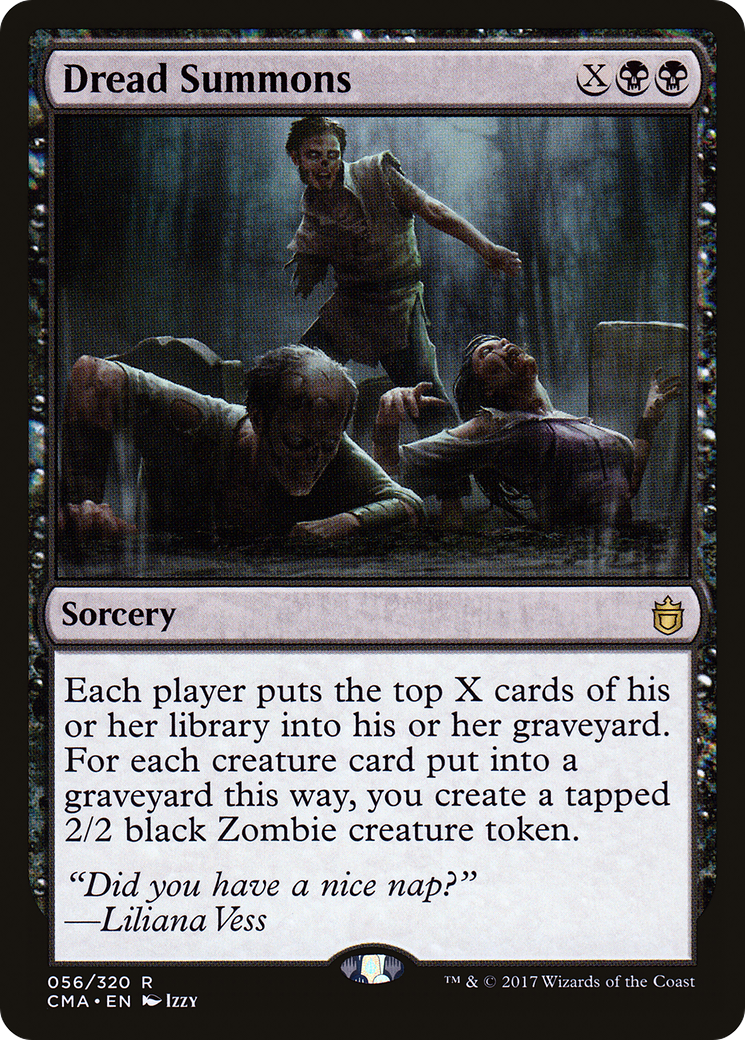 Dread Summons X
Sorcery
Each player puts the top X cards of his
or her library into his or her graveyard.
For each creature card put into a
graveyard this way, you create a tapped
2/2 black Zombie creature token.
“Did you have a nice nap?”
—Liliana Vess
056/320 R
CMA • EN Izzy
™ & © 2017 Wizards of the Coast